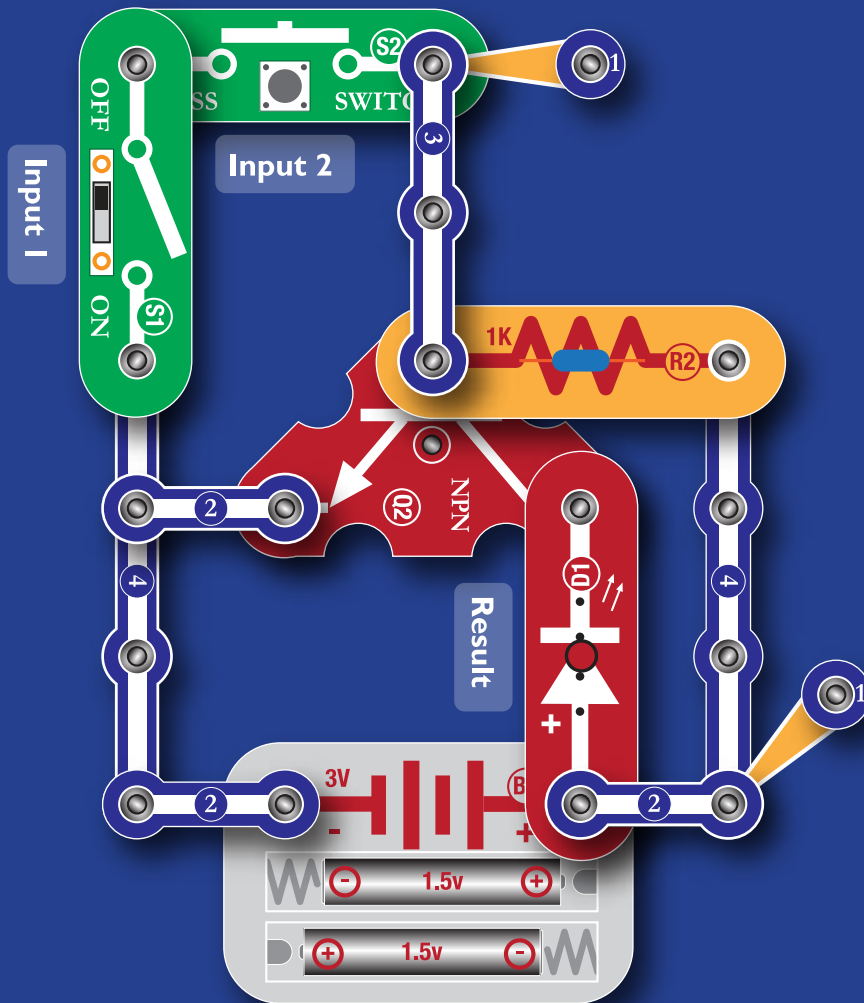 S2
1
SS
SWITC
OFF
3
Input 2
Input 1
ON
S1
1K
R2
NPN
Q2
2
D1
4
4
Result
1
+
3V
B
2
2
-
+
-
1.5v
+
+
1.5v
-